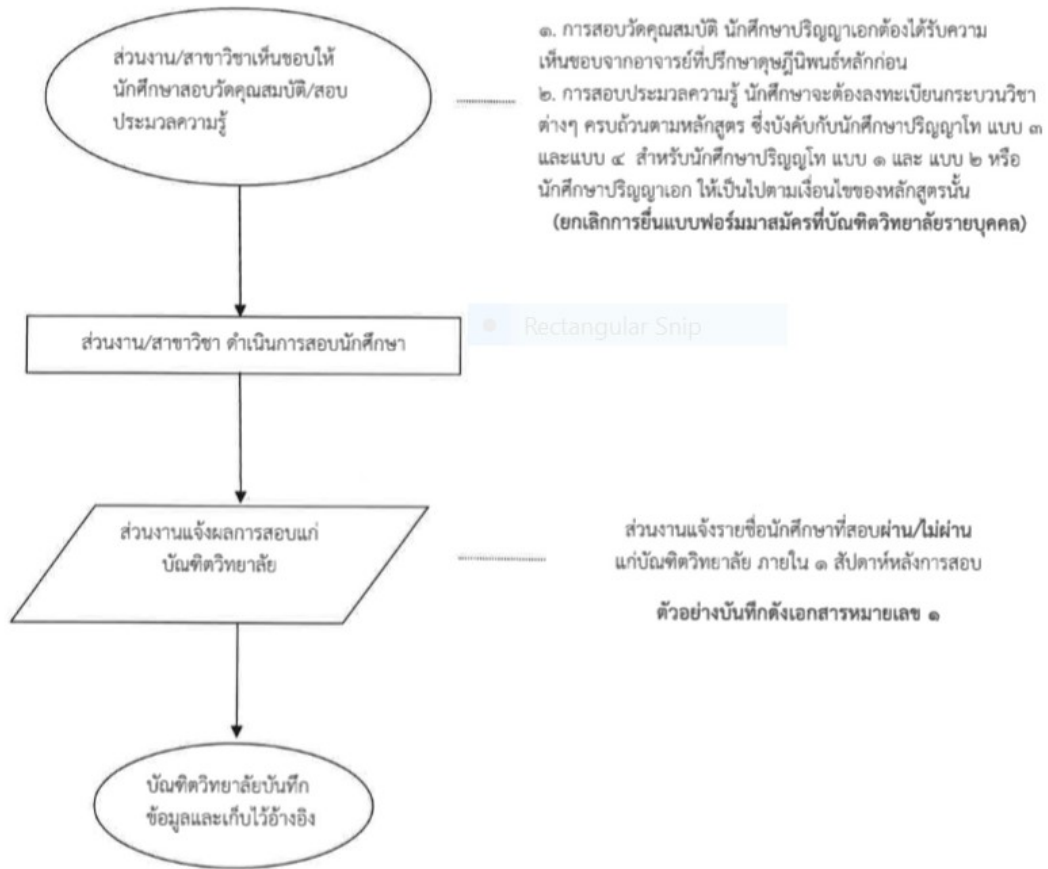 ส่วนงาน/สาขาวิชาเห็นชอบให้
นักศึกษาสอบวัดคุณสมบัติ/สอบ
ประมวลความรู้
๑. การสอบวัดคุณสมบัติ นักศึกษาปริญญาเอกต้องได้รับความ
เห็นชอบจากอาจารย์ที่ปรึกษาดุษฎีนิพนธ์หลักก่อน
๒. การสอบประมวลความรู้ นักศึกษาจะต้องลงทะเบียนกระบวนวิชา
ต่างๆ ครบถ้วนตามหลักสูตร ซึ่งบังคับกับนักศึกษาปริญญาโท แบบ ๓
และแบบ ๔ สำหรับนักศึกษาปริญญโท แบบ ๑ และ แบบ ๒ หรือ
นักศึกษาปริญญาเอก ให้เป็นไปตามเงื่อนไขของหลักสูตรนั้น
(ยกเลิกการยื่นแบบฟอร์มมาสมัครที่บัณฑิตวิทยาลัยรายบุคคล)
ส่วนงาน/สาขาวิชา ดำเนินการสอบนักศึกษา
Rectangular Snip
ส่วนงานแจ้งผลการสอบแก่
บัณฑิตวิทยาลัย
ส่วนงานแจ้งรายชื่อนักศึกษาที่สอบผ่าน/ไม่ผ่าน
แก่บัณฑิตวิทยาลัย ภายใน ๑ สัปดาห์หลังการสอบ
ตัวอย่างบันทึกดังเอกสารหมายเลข ๑
บัณฑิตวิทยาลัยบันทึก
ข้อมูลและเก็บไว้อ้างอิง